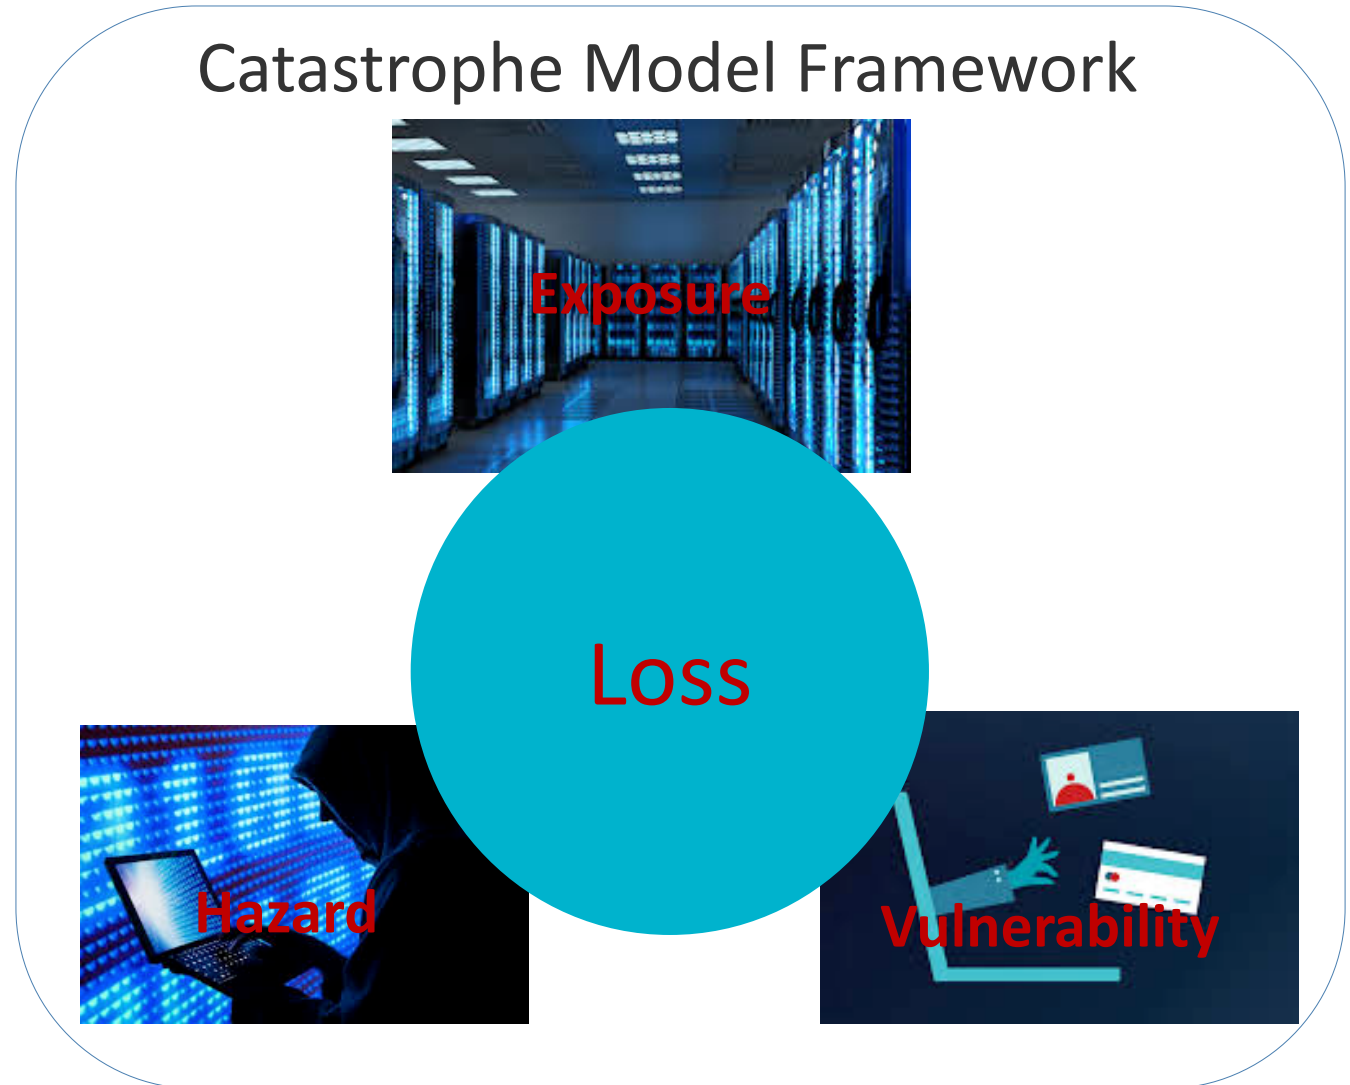 Catastrophe Model Framework
Exposure
Loss
Hazard
Vulnerability